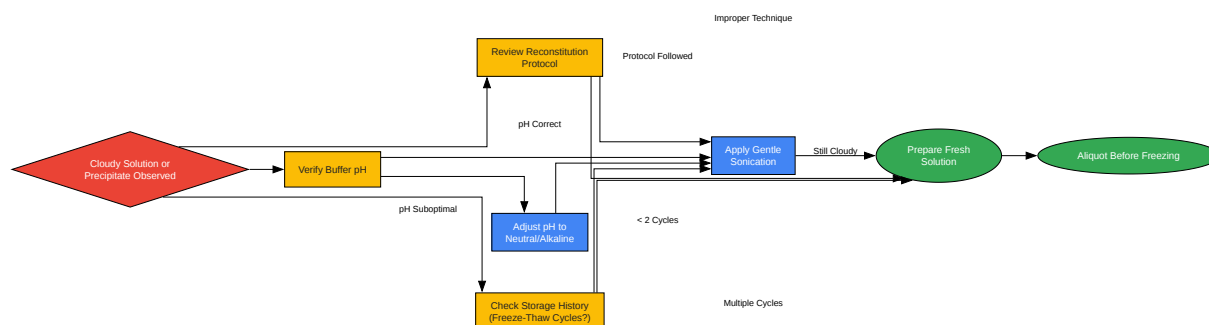 Improper Technique
Review Reconstitution
Protocol
Protocol Followed
pH Correct
Cloudy Solution or
Precipitate Observed
Verify Buffer pH
Apply Gentle
Sonication
Still Cloudy
Prepare Fresh
Solution
Aliquot Before Freezing
pH Suboptimal
Adjust pH to
Neutral/Alkaline
< 2 Cycles
Check Storage History
(Freeze-Thaw Cycles?)
Multiple Cycles